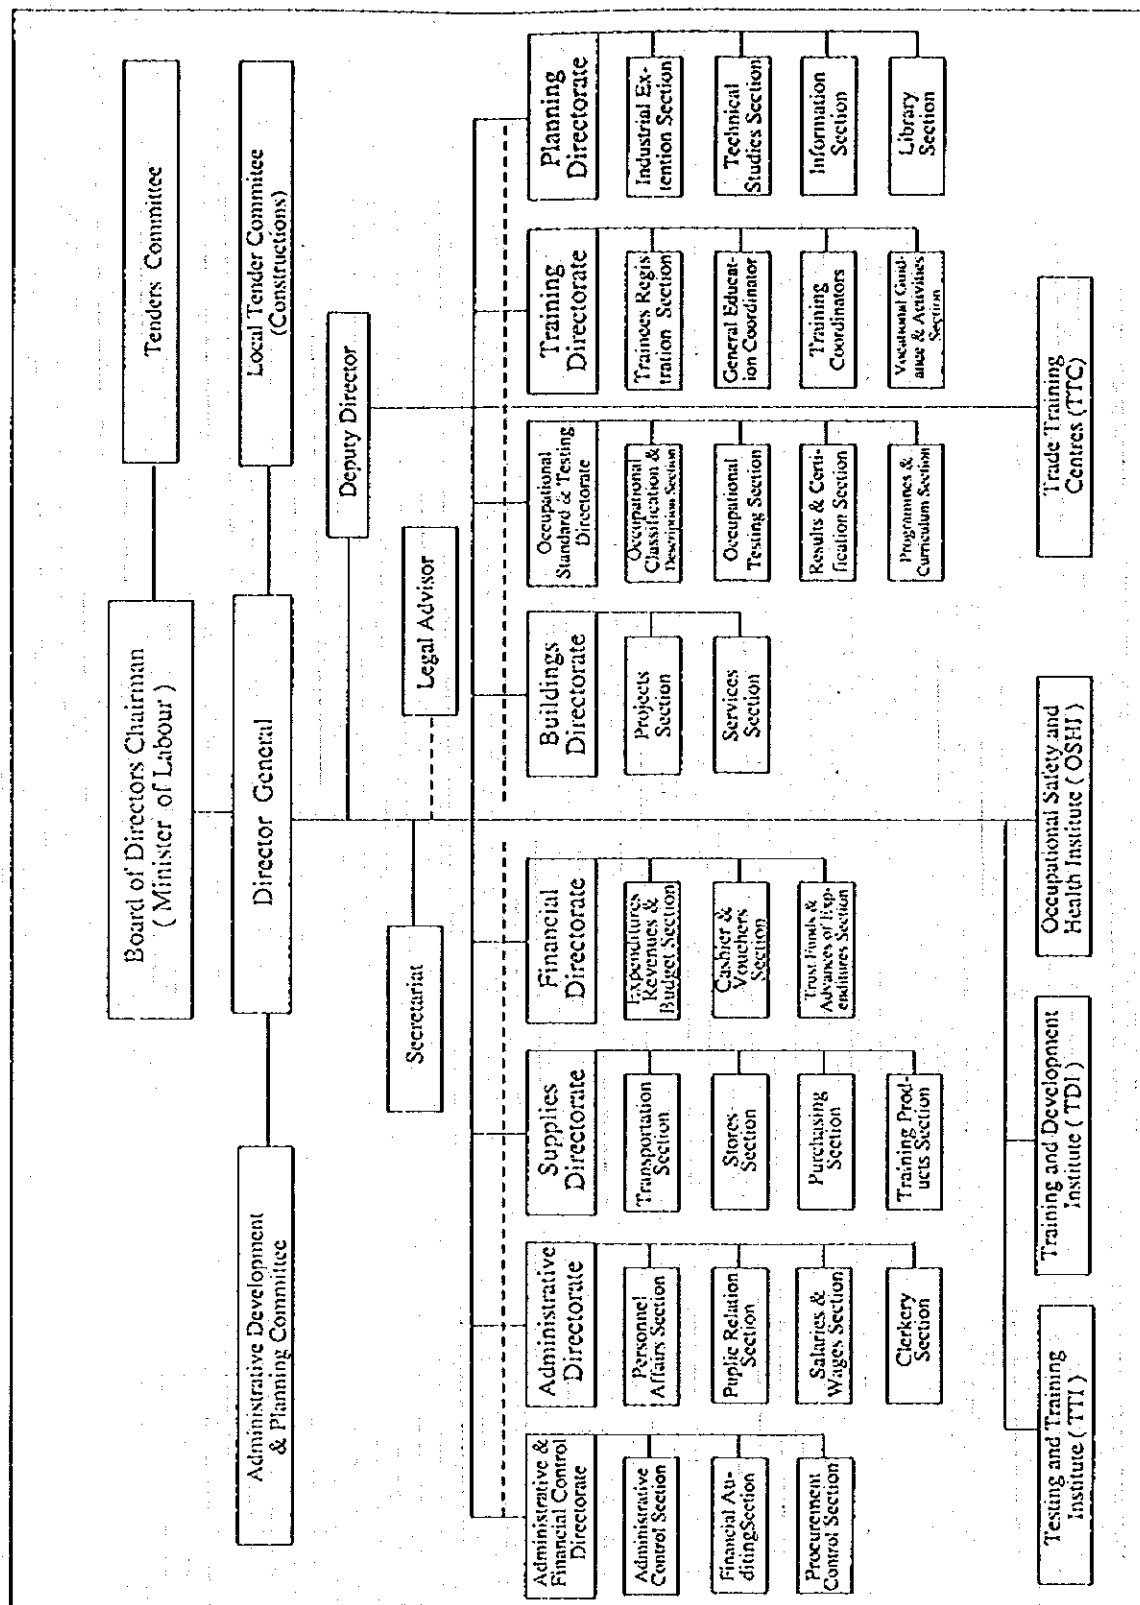 Board of Directors Chairman
( Minister of Labour )
Tenders Committee
Administrative Development
& Planning Committee
Director General
Local Tender Commitee
(Constructions)
Deputy Director
Secretariat
Legal Advisor
Administrative &
Financial Control
Directorate
Administrative
Control Section
Financial Au-
ditingSection
Procurement
Control Section
Administrative
Directorate
Personnel
Affairs Section
Puplic Relation
Section
Salaries &
Wages Section
Clerkery
Section
Supplies
Directorate
Transportation
Section
Stores
Section
Purchasing
Section
Training Prod-
ucts Section
Financial
Directorate
Expenditures
Revenues &
Budget Section
Cashier &
Vouchers
Section
Trust Funds &
Advances of Exp-
enditures Section
Buildings
Directorate
Projects
Section
Services
Section
Occupational
Standard & Testing
Directorate
Occupational
Classification &
Description Section
Occupational
Testing Section
Results & Certi-
fication Section
Programmes &
Curriculum Section
Training
Directorate
Trainees Regis
tration Section
General Educat-
ion Coordinator
Training
Coordinators
Vocational Guid-
ance & Activities
Section
Planning
Directorate
Industrial Ex-
tention Section
Technical
Studies Section
Information
Section
Library
Section
Testing and Training
Institute ( TTI )
Training and Development
Institute ( TDI )
Occupational Safety and
Health Institute ( OSHI )
Trade Training
Centres (TTC)